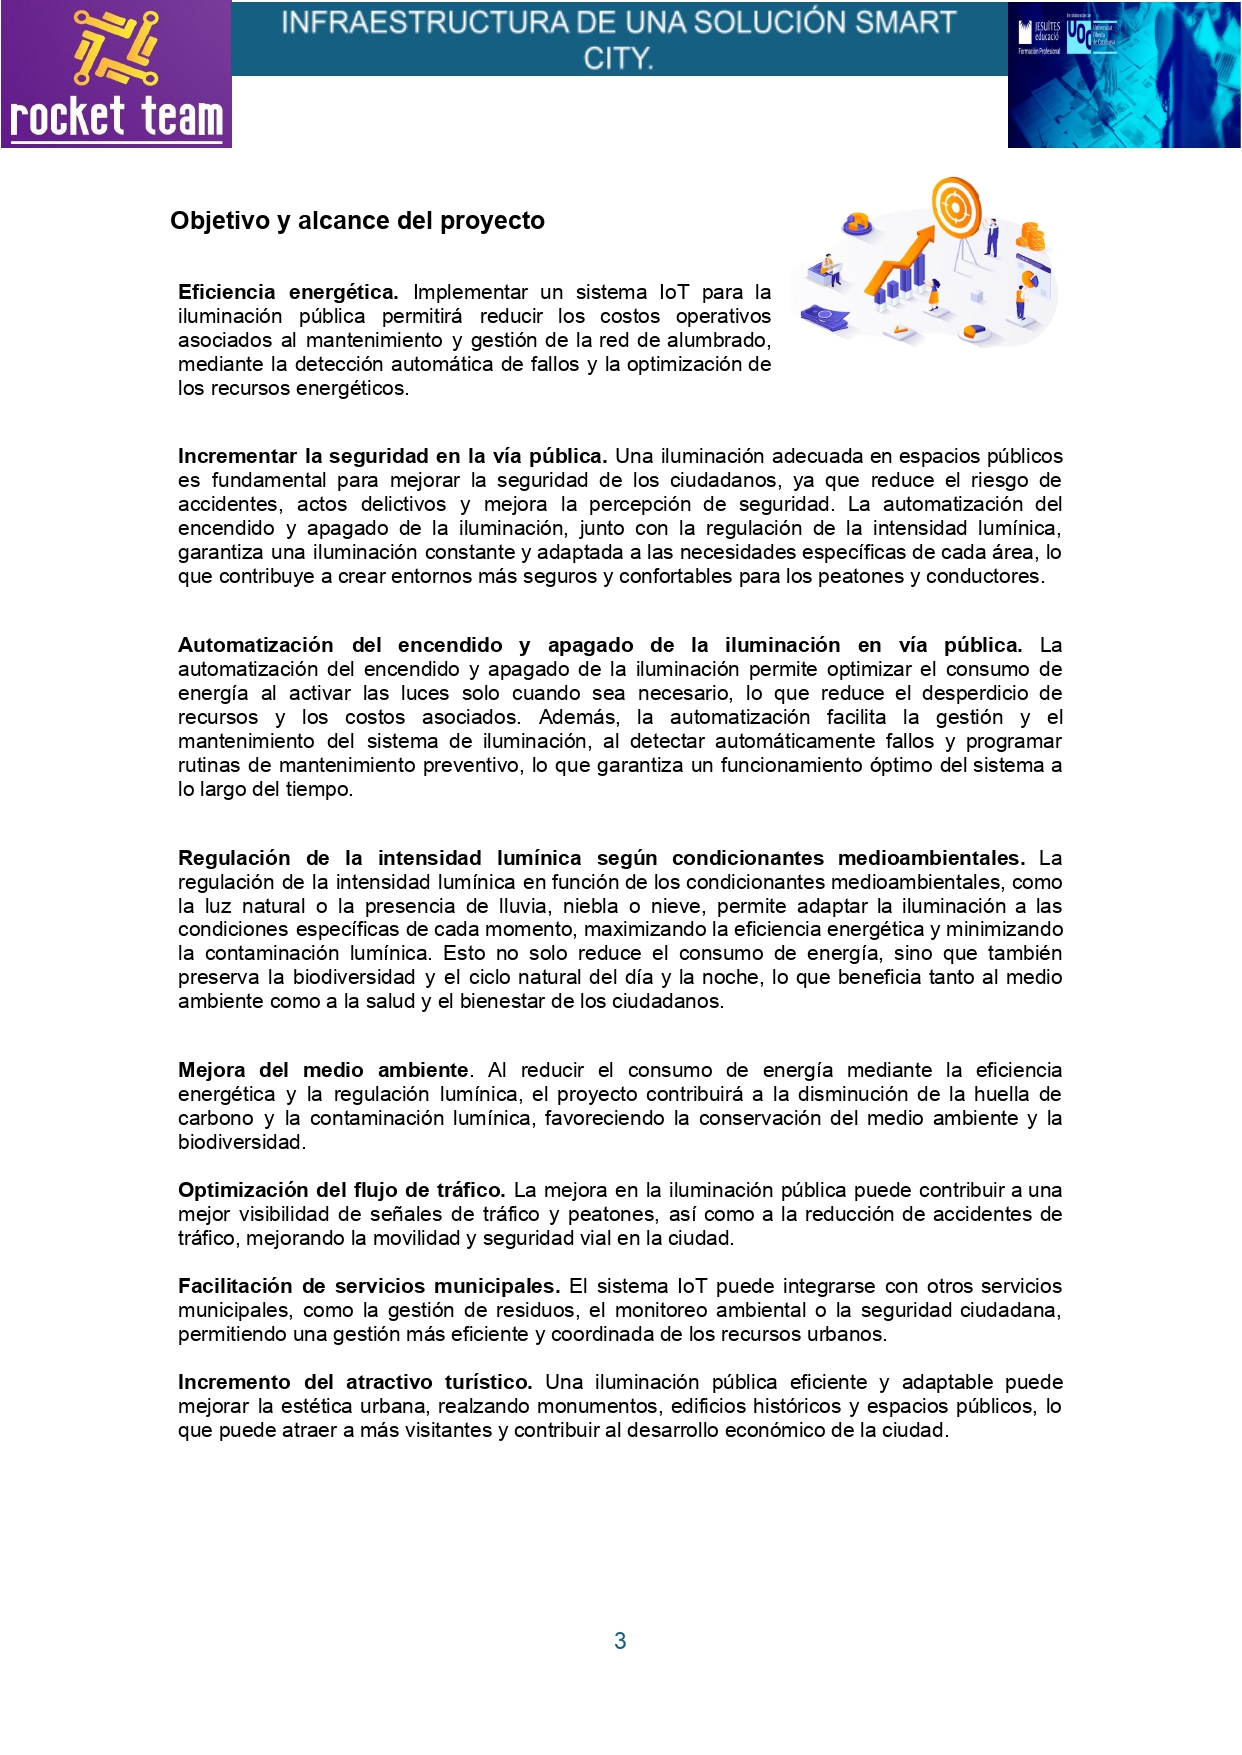 rocket team
INFRAESTRUCTURA DE UNA SOLUCIÓN SMART
CITY.
JESUÏTES
educació
Formación Profesional
UOC
Universitat
Oberta
de Catalunya
Objetivo y alcance del proyecto
Eficiencia energética. Implementar un sistema IoT para la
iluminación pública permitirá reducir los costos operativos
asociados al mantenimiento y gestión de la red de alumbrado,
mediante la detección automática de fallos y la optimización de
los recursos energéticos.
Incrementar la seguridad en la vía pública. Una iluminación adecuada en espacios públicos
es fundamental para mejorar la seguridad de los ciudadanos, ya que reduce el riesgo de
accidentes, actos delictivos y mejora la percepción de seguridad. La automatización del
encendido y apagado de la iluminación, junto con la regulación de la intensidad lumínica,
garantiza una iluminación constante y adaptada a las necesidades específicas de cada área, lo
que contribuye a crear entornos más seguros y confortables para los peatones y conductores.
Automatización del encendido y apagado de la iluminación en vía pública. La
automatización del encendido y apagado de la iluminación permite optimizar el consumo de
energía al activar las luces solo cuando sea necesario, lo que reduce el desperdicio de
recursos y los costos asociados. Además, la automatización facilita la gestión y el
mantenimiento del sistema de iluminación, al detectar automáticamente fallos y programar
rutinas de mantenimiento preventivo, lo que garantiza un funcionamiento óptimo del sistema a
lo largo del tiempo.
Regulación de la intensidad lumínica según condicionantes medioambientales. La
regulación de la intensidad lumínica en función de los condicionantes medioambientales, como
la luz natural o la presencia de lluvia, niebla o nieve, permite adaptar la iluminación a las
condiciones específicas de cada momento, maximizando la eficiencia energética y minimizando
la contaminación lumínica. Esto no solo reduce el consumo de energía, sino que también
preserva la biodiversidad y el ciclo natural del día y la noche, lo que beneficia tanto al medio
ambiente como a la salud y el bienestar de los ciudadanos.
Mejora del medio ambiente. Al reducir el consumo de energía mediante la eficiencia
energética y la regulación lumínica, el proyecto contribuirá a la disminución de la huella de
carbono y la contaminación lumínica, favoreciendo la conservación del medio ambiente y la
biodiversidad.
Optimización del flujo de tráfico. La mejora en la iluminación pública puede contribuir a una
mejor visibilidad de señales de tráfico y peatones, así como a la reducción de accidentes de
tráfico, mejorando la movilidad y seguridad vial en la ciudad.
Facilitación de servicios municipales. El sistema IoT puede integrarse con otros servicios
municipales, como la gestión de residuos, el monitoreo ambiental o la seguridad ciudadana,
permitiendo una gestión más eficiente y coordinada de los recursos urbanos.
Incremento del atractivo turístico. Una iluminación pública eficiente y adaptable puede
mejorar la estética urbana, realzando monumentos, edificios históricos y espacios públicos, lo
que puede atraer a más visitantes y contribuir al desarrollo económico de la ciudad.
3